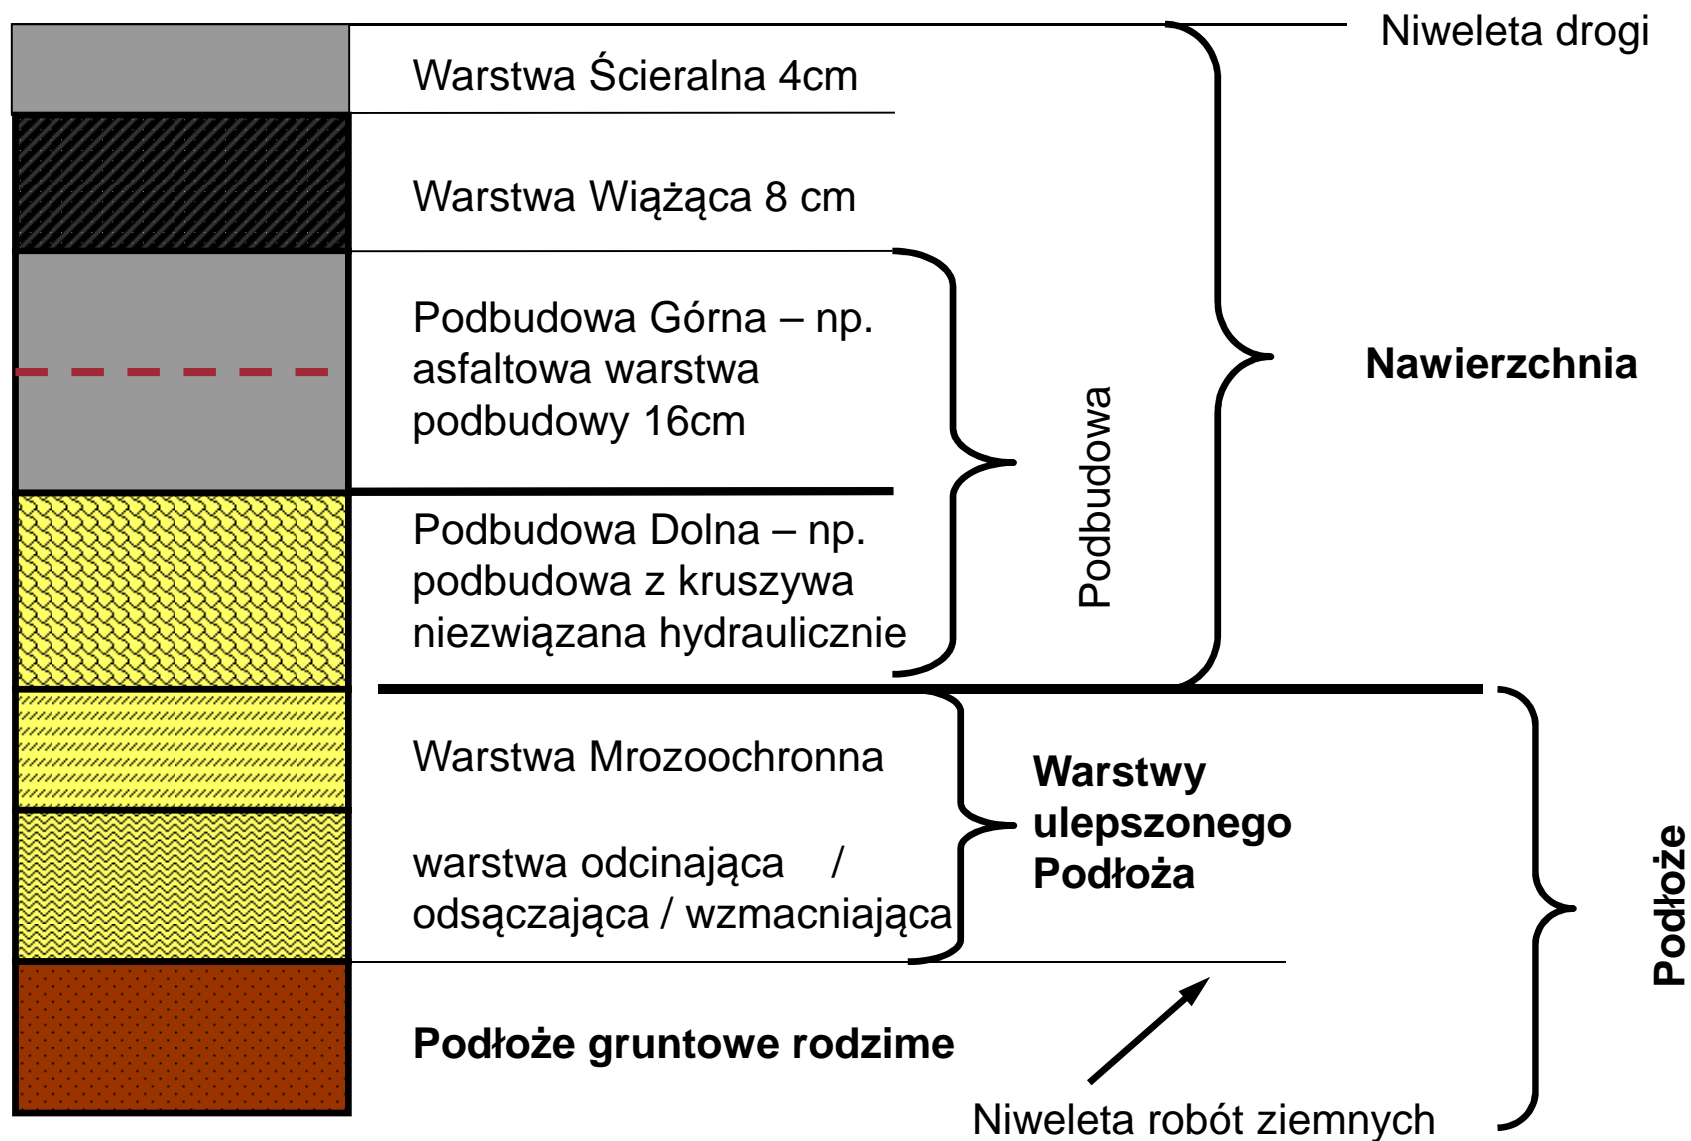 Niweleta drogi
Warstwa Ścieralna 4cm
Warstwa Wiążąca 8 cm
Podbudowa Górna – np.
asfaltowa warstwa
podbudowy 16cm
Podbudowa
Nawierzchnia
Podbudowa Dolna – np.
podbudowa z kruszywa
niezwiązana hydraulicznie
Warstwa Mrozoochronna
warstwa odcinająca /
odsączająca / wzmacniająca
Warstwy
ulepszonego
Podłoża
Podłoże
Podłoże gruntowe rodzime
Niweleta robót ziemnych